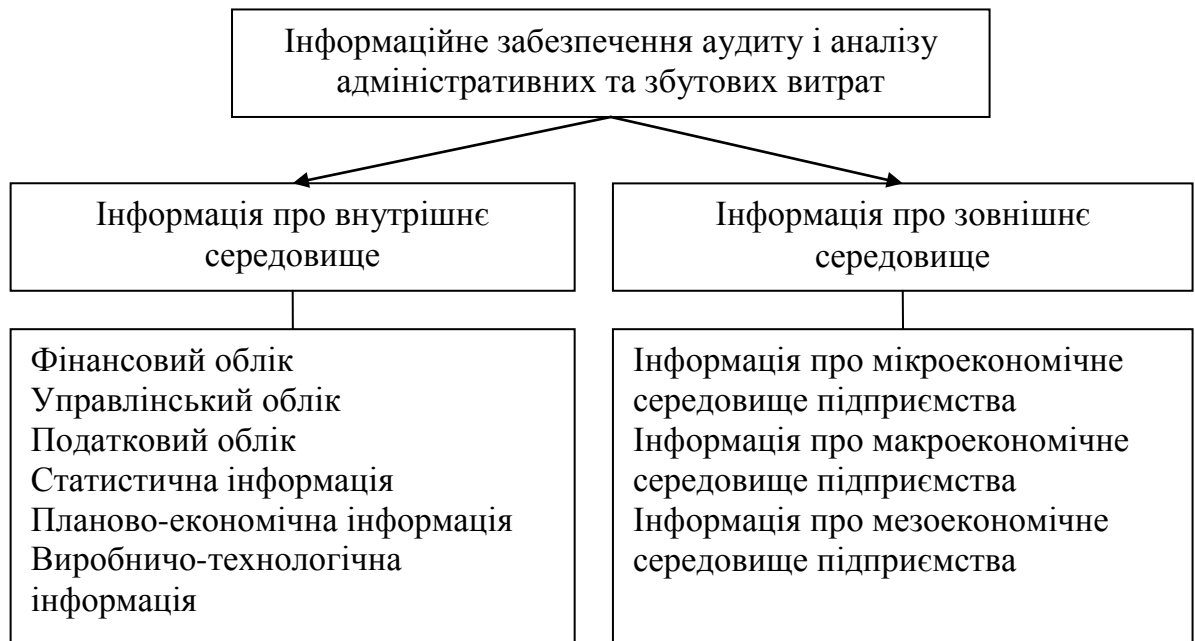 Інформаційне забезпечення аудиту і аналізу
адміністративних та збутових витрат
Інформація про внутрішнє
середовище
Інформація про зовнішнє
середовище
Фінансовий облік
Управлінський облік
Податковий облік
Статистична інформація
Планово-економічна інформація
Виробничо-технологічна
інформація
Інформація про мікроекономічне
середовище підприємства
Інформація про макроекономічне
середовище підприємства
Інформація про мезоекономічне
середовище підприємства